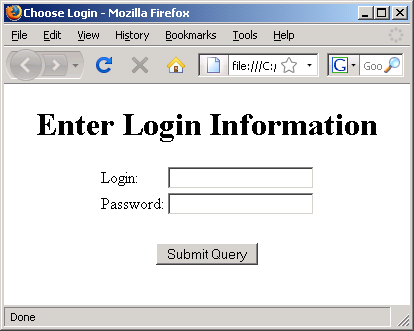 Choose Login - Mozilla Firefox
File Edit View History Bookmarks Tools Help
file:///C:/ G Goo
Enter Login Information
Login:
Password:
Submit Query
Done